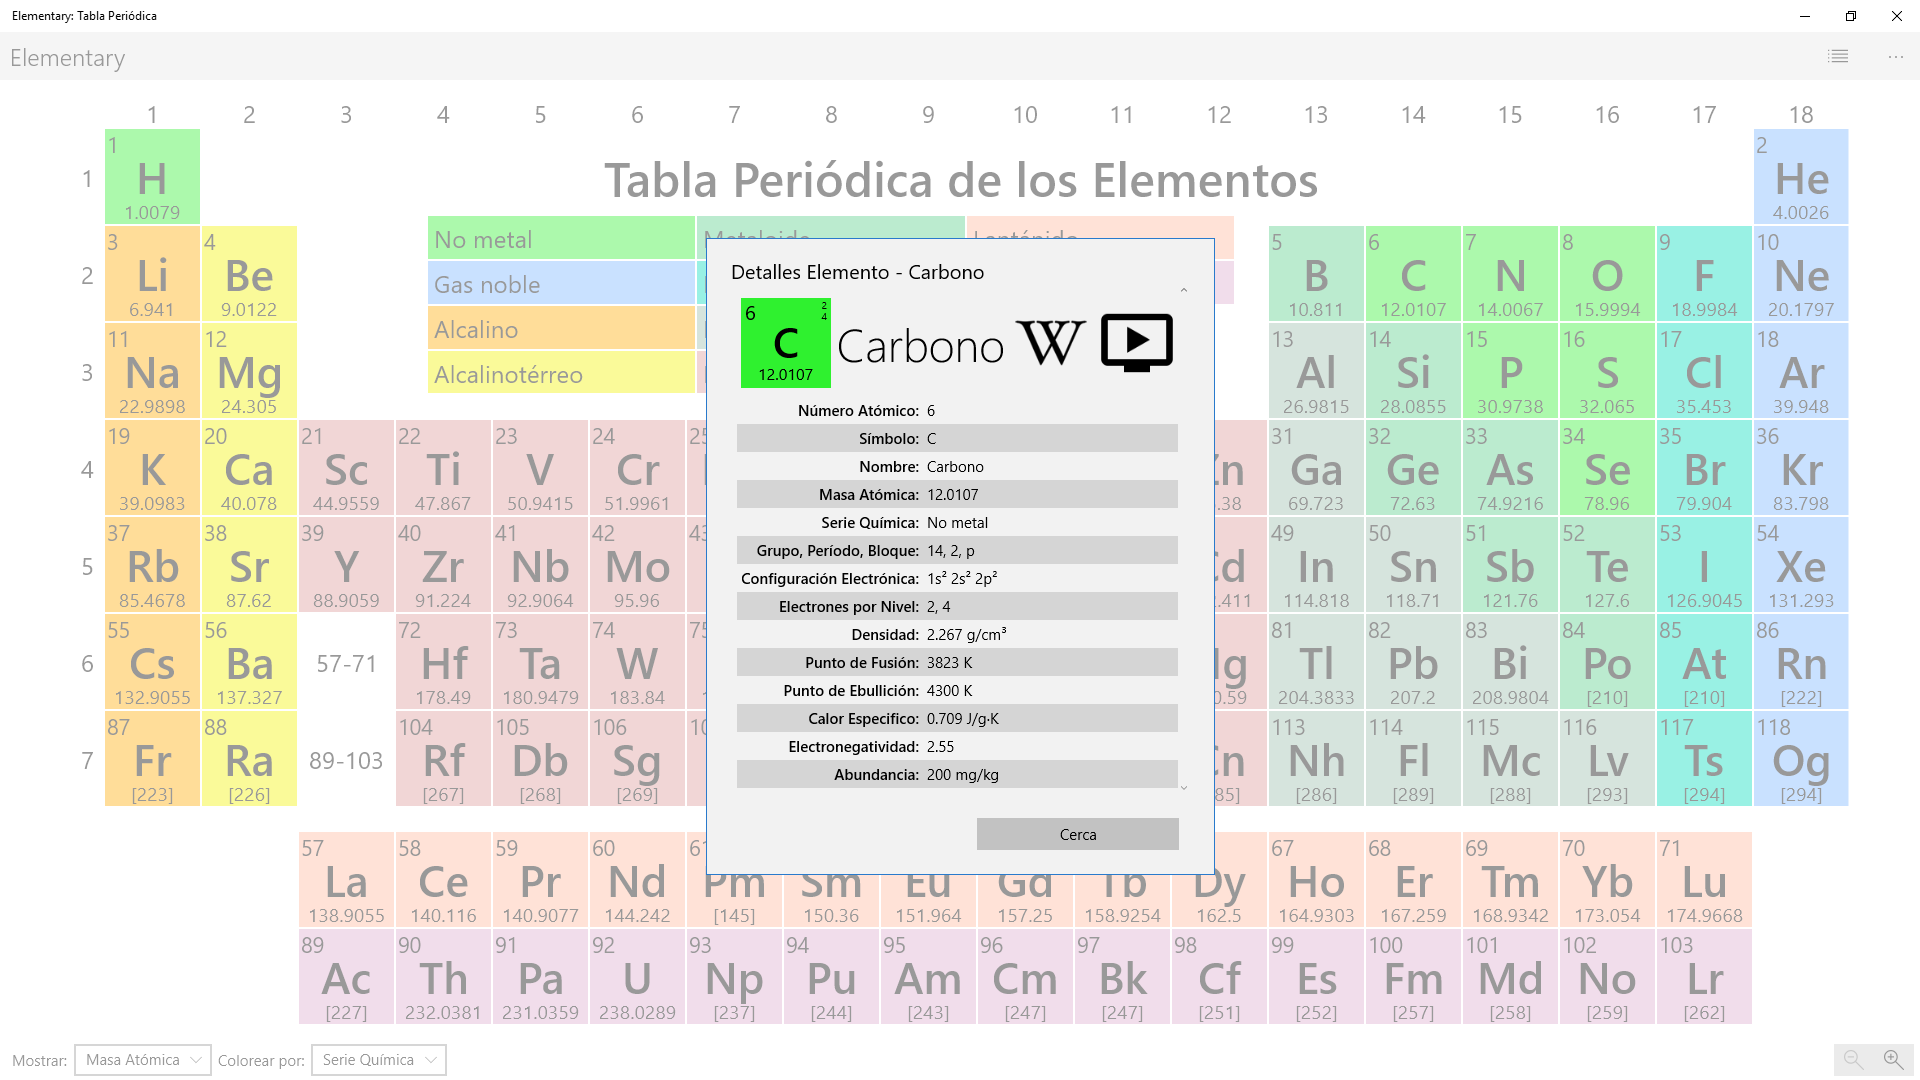 Elementary: Tabla Periódica
Elementary
1 2 3 4 5 6 7 8 9 10 11 12 13 14 15 16 17 18
Tabla Periódica de los Elementos
1
1 H 1.0079
2 He 4.0026
No metal
Gas noble
Alcalino
Alcalinotérreo
2
3 Li 6.941
4 Be 9.0122
5 B 10.811
6 C 12.0107
7 N 14.0067
8 O 15.9994
9 F 18.9984
10 Ne 20.1797
3
11 Na 22.9898
12 Mg 24.305
13 Al 26.9815
14 Si 28.0855
15 P 30.9738
16 S 32.065
17 Cl 35.453
18 Ar 39.948
4
19 K 39.0983
20 Ca 40.078
21 Sc 44.9559
22 Ti 47.867
23 V 50.9415
24 Cr 51.9961
31 Ga 69.723
32 Ge 72.63
33 As 74.9216
34 Se 78.96
35 Br 79.904
36 Kr 83.798
5
37 Rb 85.4678
38 Sr 87.62
39 Y 88.9059
40 Zr 91.224
41 Nb 92.9064
42 Mo 95.96
49 In 114.818
50 Sn 118.71
51 Sb 121.76
52 Te 127.6
53 I 126.9045
54 Xe 131.293
6
55 Cs 132.9055
56 Ba 137.327
57-71
72 Hf 178.49
73 Ta 180.9479
74 W 183.84
81 Tl 204.3833
82 Pb 207.2
83 Bi 208.9804
84 Po [210]
85 At [210]
86 Rn [222]
7
87 Fr [223]
88 Ra [226]
89-103
104 Rf [267]
105 Db [268]
106 Sg [269]
113 Nh [286]
114 Fl [289]
115 Mc [288]
116 Lv [293]
117 Ts [294]
118 Og [294]
Detalles Elemento - Carbono
6 2 4
C
12.0107
Carbono W
Número Atómico: 6
Símbolo: C
Nombre: Carbono
Masa Atómica: 12.0107
Serie Química: No metal
Grupo, Período, Bloque: 14, 2, p
Configuración Electrónica: 1s² 2s² 2p²
Electrones por Nivel: 2, 4
Densidad: 2.267 g/cm³
Punto de Fusión: 3823 K
Punto de Ebullición: 4300 K
Calor Especifico: 0.709 J/g·K
Electronegatividad: 2.55
Abundancia: 200 mg/kg
Cerca
57 La 138.9055
58 Ce 140.116
59 Pr 140.9077
60 Nd 144.242
Pm [145]
Sm 150.36
Eu 151.964
Gd 157.25
Tb 158.9254
Dy 162.5
67 Ho 164.9303
68 Er 167.259
69 Tm 168.9342
70 Yb 173.054
71 Lu 174.9668
89 Ac [227]
90 Th 232.0381
91 Pa 231.0359
92 U 238.0289
93 Np [237]
94 Pu [244]
95 Am [243]
96 Cm [247]
97 Bk [247]
98 Cf [251]
99 Es [252]
100 Fm [257]
101 Md [258]
102 No [259]
103 Lr [262]
Mostrar: Masa Atómica Colorear por: Serie Química